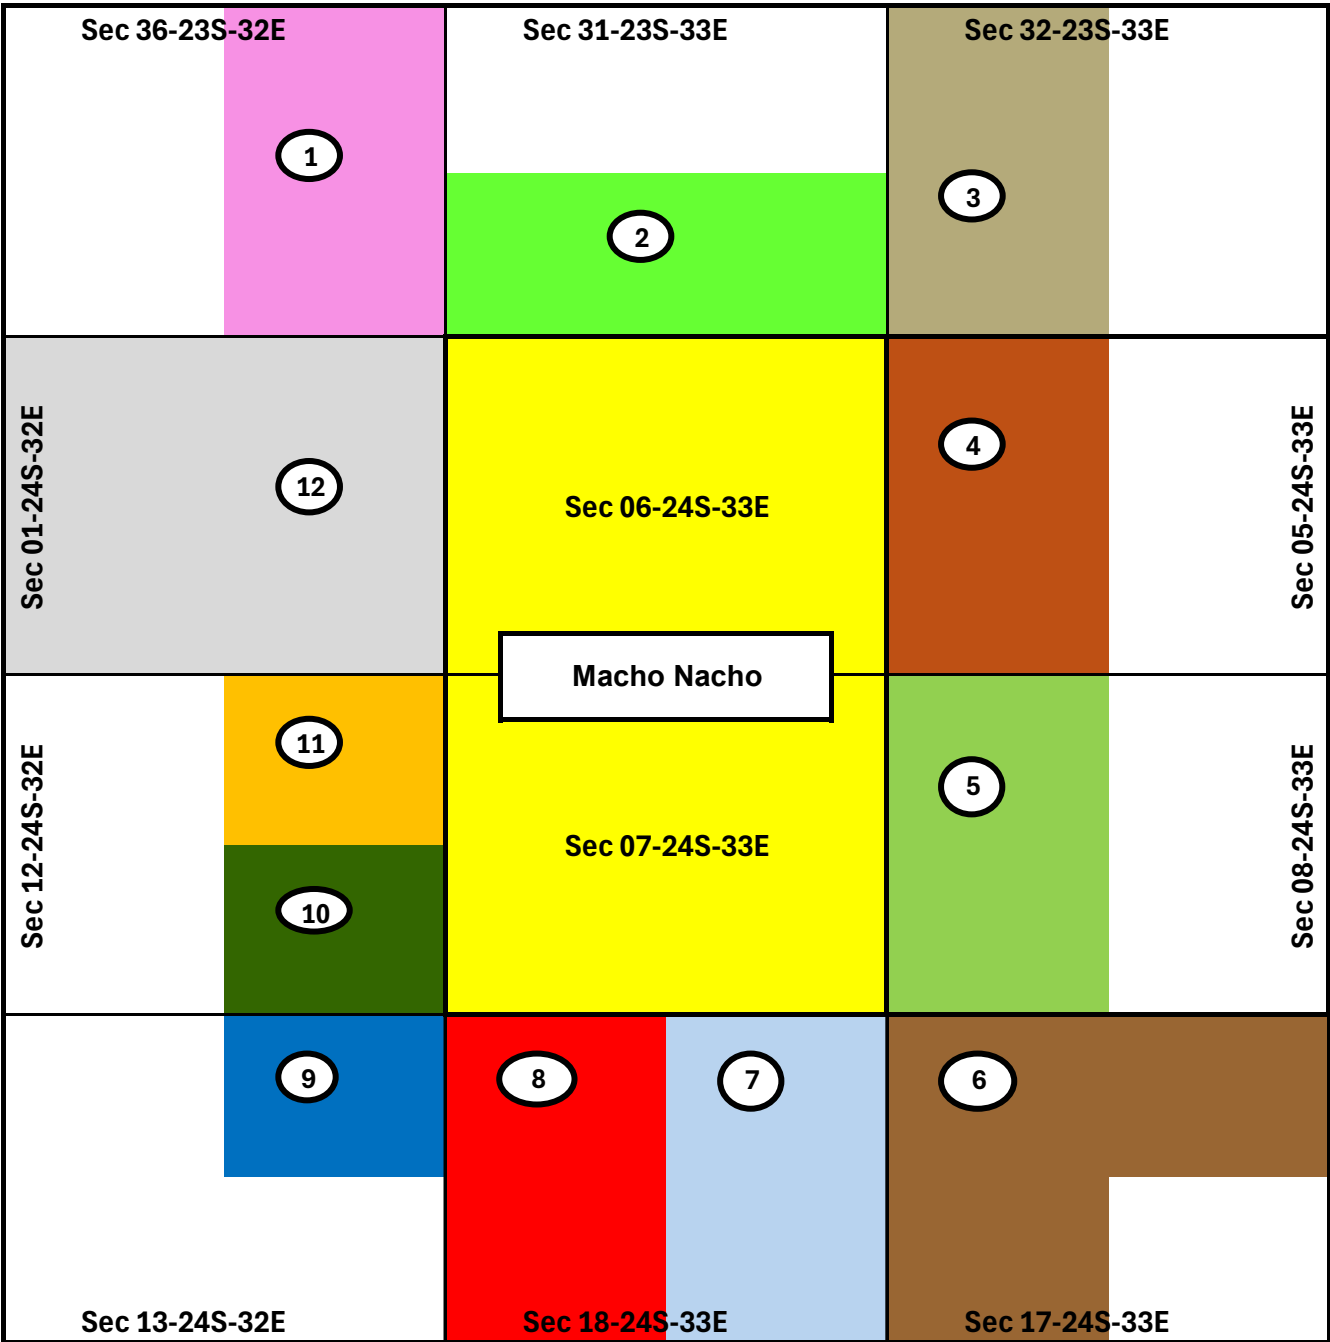 Sec 36-23S-32E
Sec 31-23S-33E
Sec 32-23S-33E
1
2
3
Sec 01-24S-32E
12
Sec 06-24S-33E
4
Sec 05-24S-33E
Macho Nacho
Sec 12-24S-32E
11
10
Sec 07-24S-33E
5
Sec 08-24S-33E
9
8
7
6
Sec 13-24S-32E
Sec 18-24S-33E
Sec 17-24S-33E